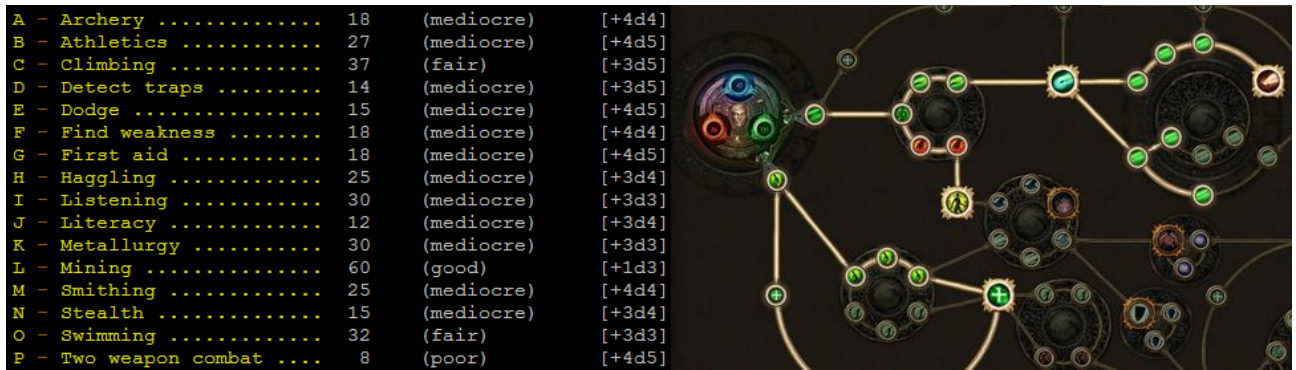 A - Archery .............. 18 (mediocre) [+4d4]
B - Athletics ............ 27 (mediocre) [+4d5]
C - Climbing ............. 37 (fair) [+3d5]
D - Detect traps ......... 14 (mediocre) [+3d5]
E - Dodge ................ 15 (mediocre) [+4d5]
F - Find weakness ........ 18 (mediocre) [+4d4]
G - First aid ............ 18 (mediocre) [+4d5]
H - Haggling ............. 25 (mediocre) [+3d4]
I - Listening ............ 30 (mediocre) [+3d3]
J - Literacy ............. 12 (mediocre) [+3d4]
K - Metallurgy ........... 30 (mediocre) [+3d3]
L - Mining ............... 60 (good) [+1d3]
M - Smithing ............. 25 (mediocre) [+4d4]
N - Stealth .............. 15 (mediocre) [+3d4]
O - Swimming ............. 32 (fair) [+3d3]
P - Two weapon combat .... 8 (poor) [+4d5]